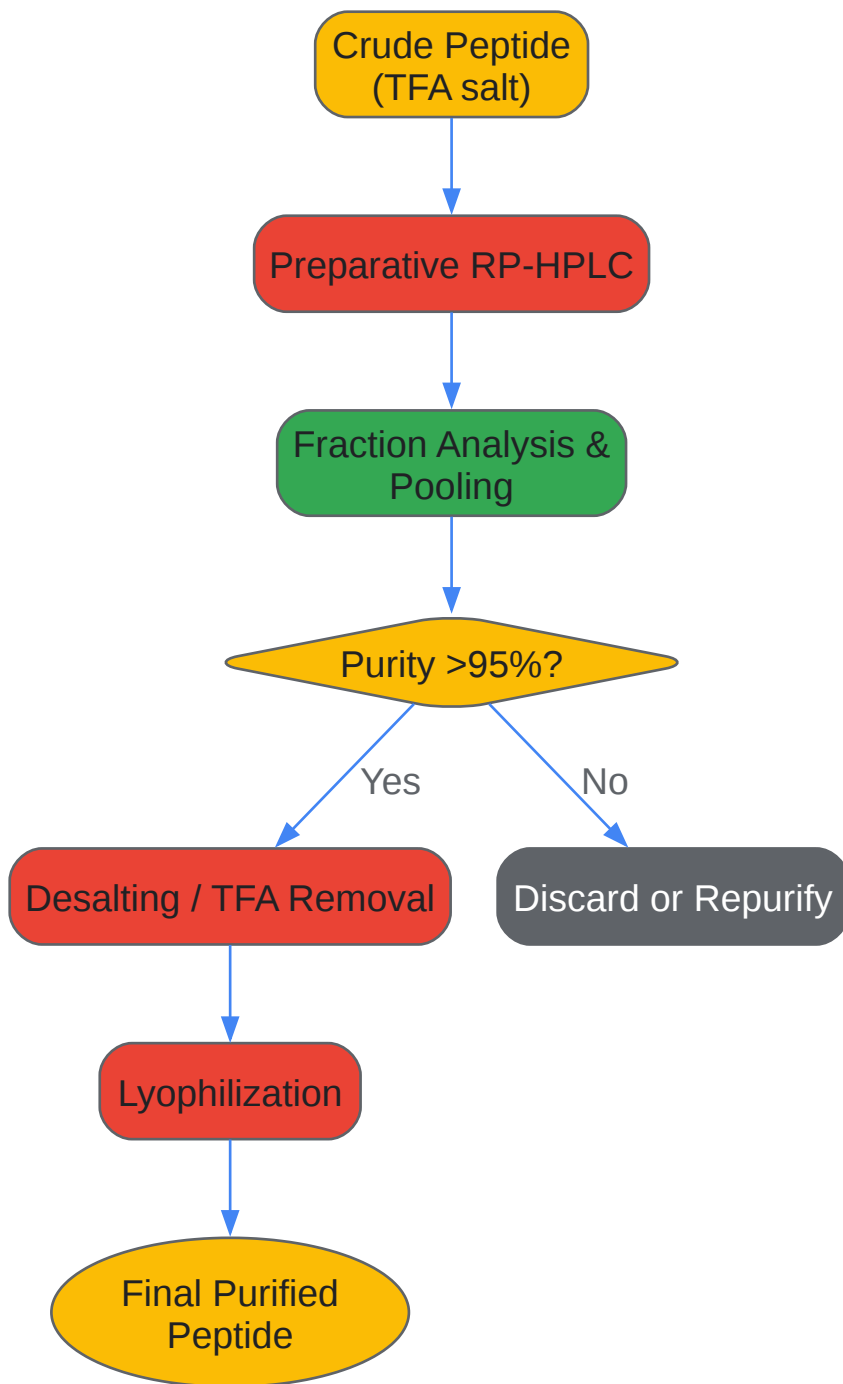 Crude Peptide
(TFA salt)
Preparative RP-HPLC
Fraction Analysis &
Pooling
Purity >95%?
Yes
No
Desalting / TFA Removal
Discard or Repurify
Lyophilization
Final Purified
Peptide